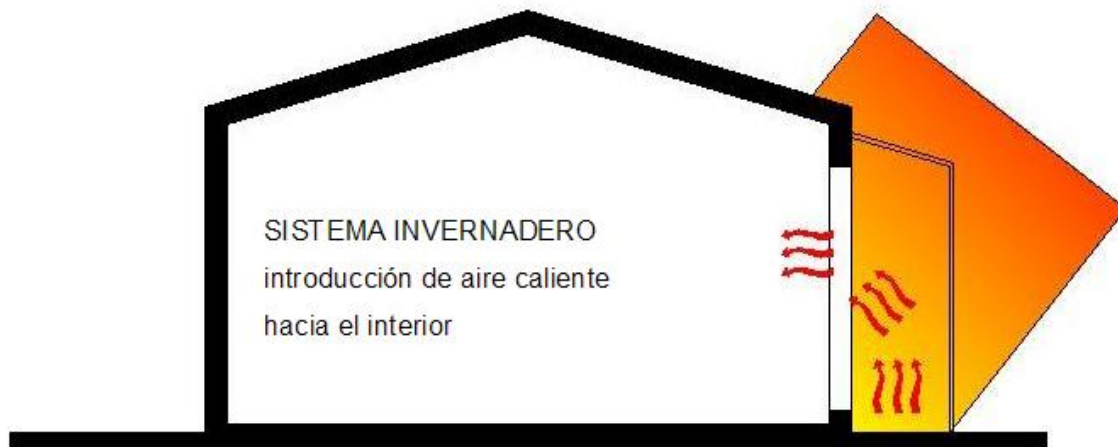 SISTEMA INVERNADERO
introducción de aire caliente
hacia el interior